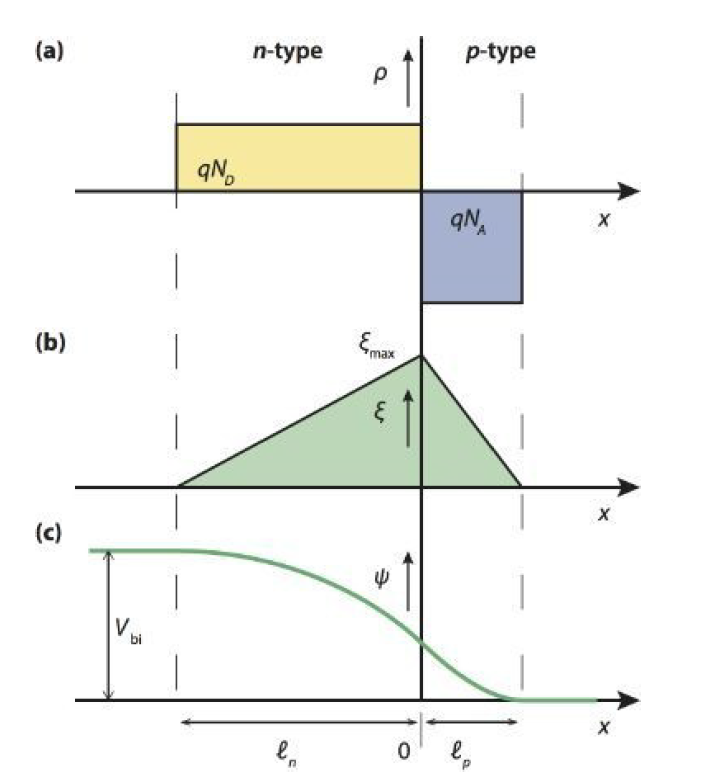 (a) n-type p-type
ρ
qN_D
qN_A
x
(b)
ξ_max
ξ
x
(c)
ψ
V_bi
x
ℓ_n 0 ℓ_p